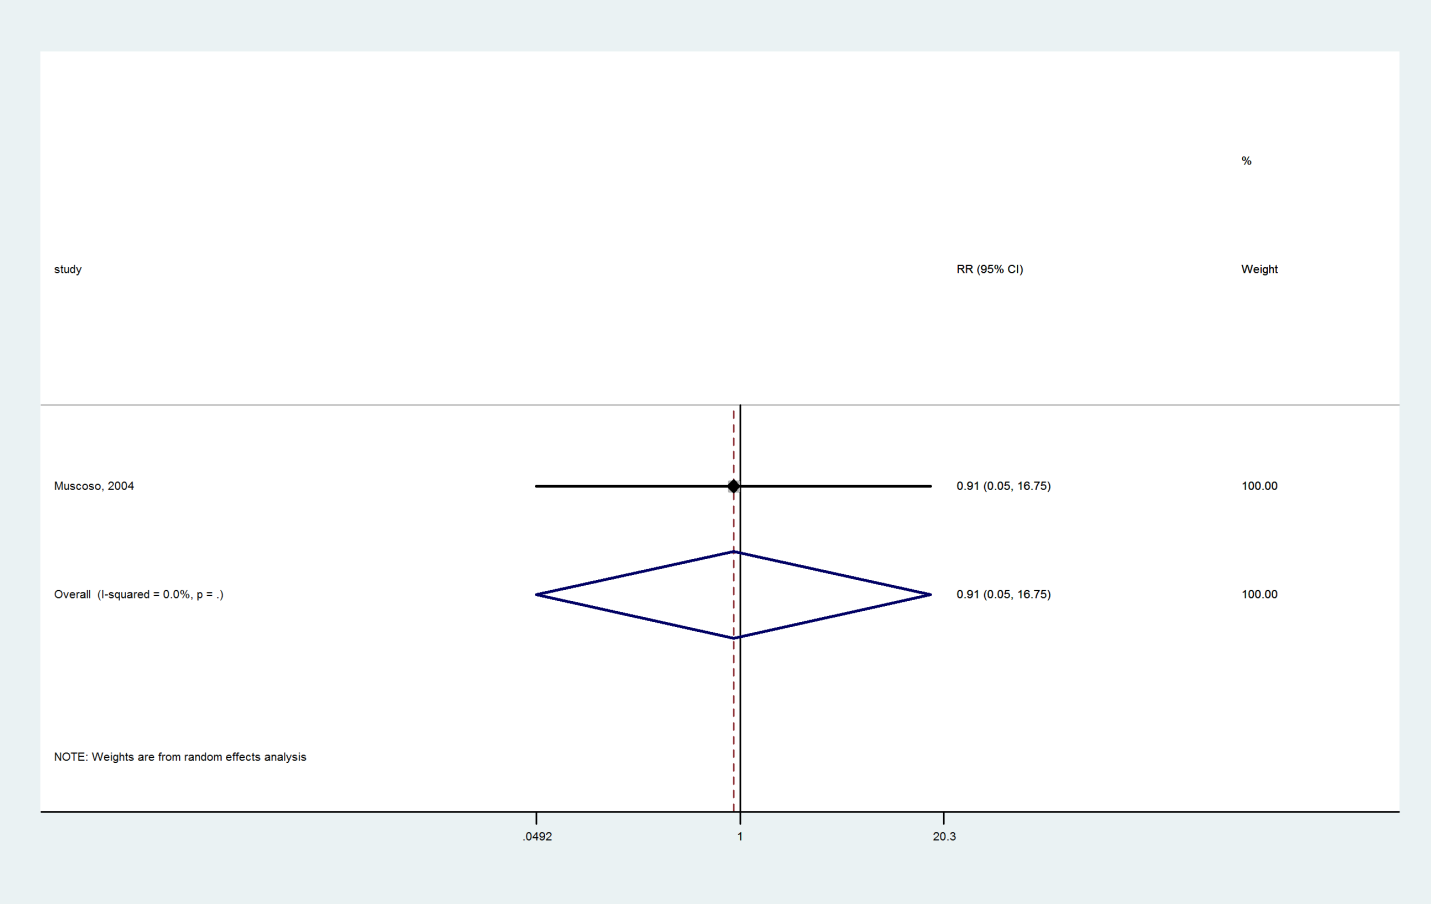 %
study RR (95% CI) Weight
Muscoso, 2004 0.91 (0.05, 16.75) 100.00
Overall  (I-squared = 0.0%, p = .) 0.91 (0.05, 16.75) 100.00
NOTE: Weights are from random effects analysis
.0492 1 20.3